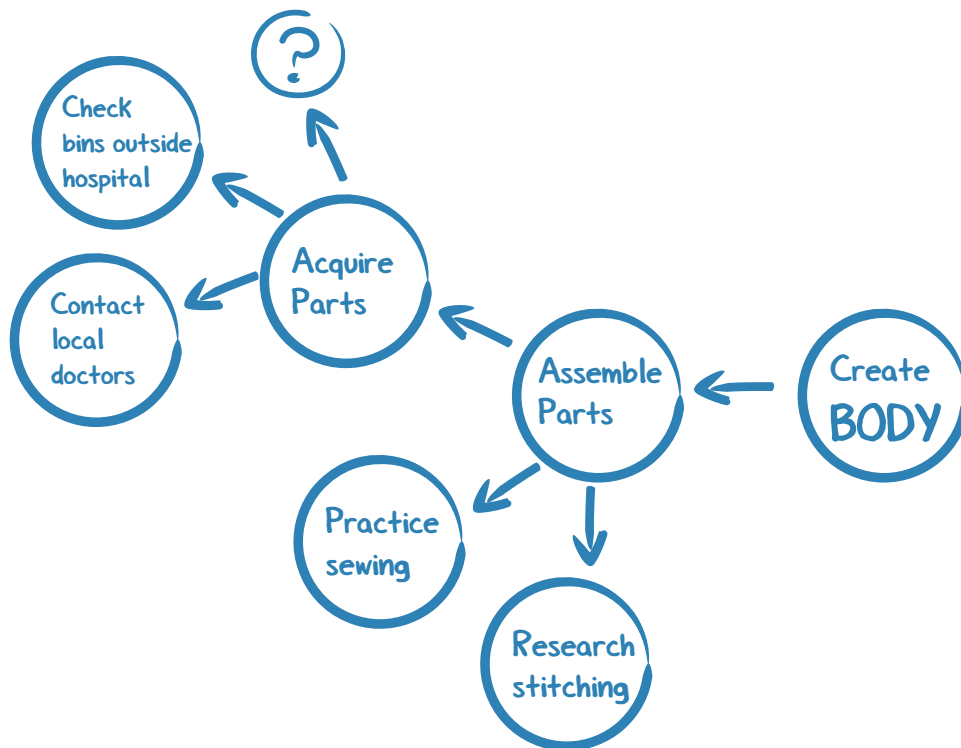 ?
Check
bins outside
hospital
Acquire
Parts
Contact
local
doctors
Assemble
Parts
Create
BODY
Practice
sewing
Research
stitching